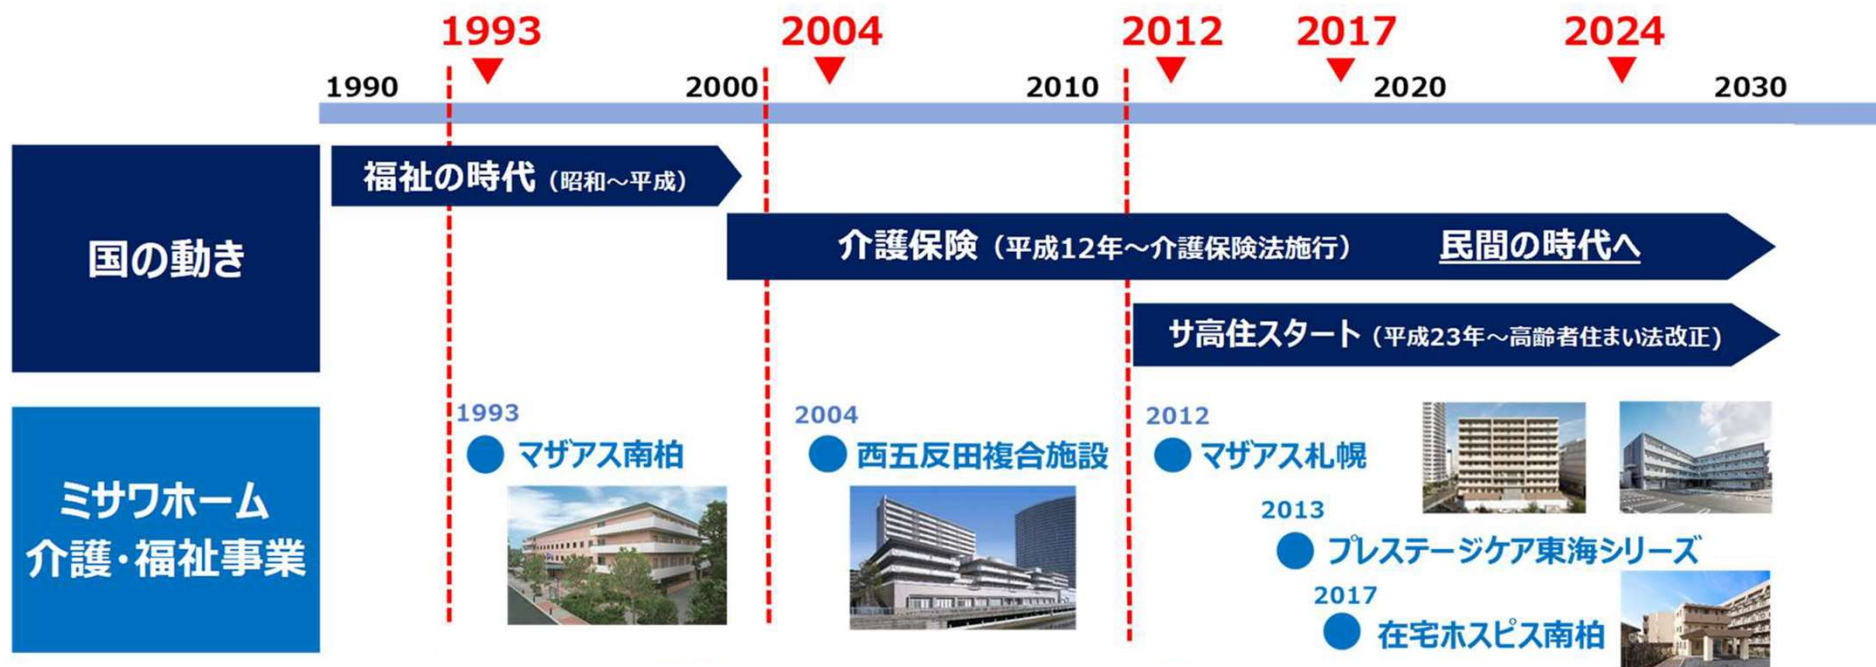 1993
2004
2012
2017
2024
1990
2000
2010
2020
2030
国の動き
福祉の時代（昭和～平成）
介護保険（平成12年～介護保険法施行） 民間の時代へ
サ高住スタート（平成23年～高齢者住まい法改正）
ミサワホーム
介護・福祉事業
1993
マザアス南柏
2004
西五反田複合施設
2012
マザアス札幌
2013
プレステージケア東海シリーズ
2017
在宅ホスピス南柏